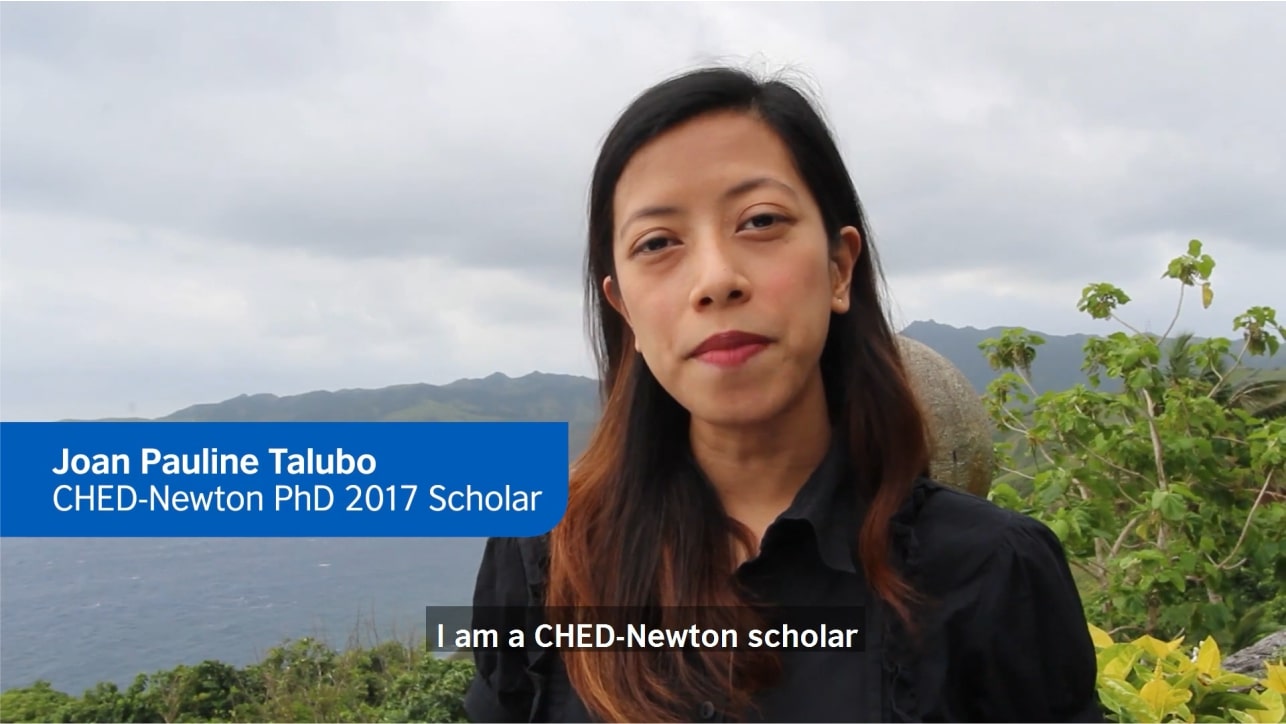 Joan Pauline Talubo
CHED-Newton PhD 2017 Scholar
I am a CHED-Newton scholar